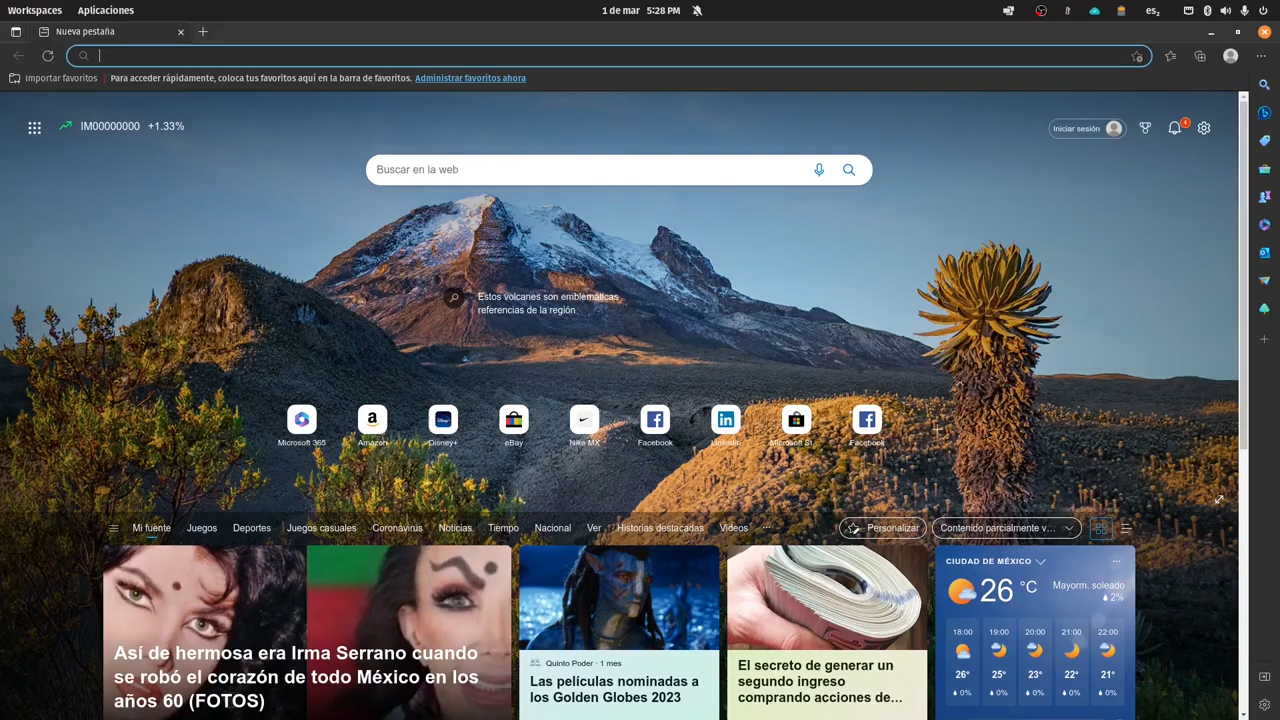 Workspaces Aplicaciones 1 de mar 5:28 PM es₂
Nueva pestaña
Importar favoritos Para acceder rápidamente, coloca tus favoritos aquí en la barra de favoritos. Administrar favoritos ahora
IM00000000 +1.33% Iniciar sesión 4
Buscar en la web
Estos volcanes son emblemáticas
referencias de la región
Microsoft 365 Amazon Disney+ eBay Nike MX Facebook LinkedIn Microsoft St Facebook
Mi fuente Juegos Deportes Juegos casuales Coronavirus Noticias Tiempo Nacional Ver Historias destacadas Videos ... Personalizar Contenido parcialmente v...
Así de hermosa era Irma Serrano cuando
se robó el corazón de todo México en los
años 60 (FOTOS)
Quinto Poder · 1 mes
Las películas nominadas a
los Golden Globes 2023
El secreto de generar un
segundo ingreso
comprando acciones de...
CIUDAD DE MÉXICO
26 °C Mayorm. soleado
2%
18:00 19:00 20:00 21:00 22:00
26° 25° 23° 22° 21°
0% 0% 0% 0% 0%